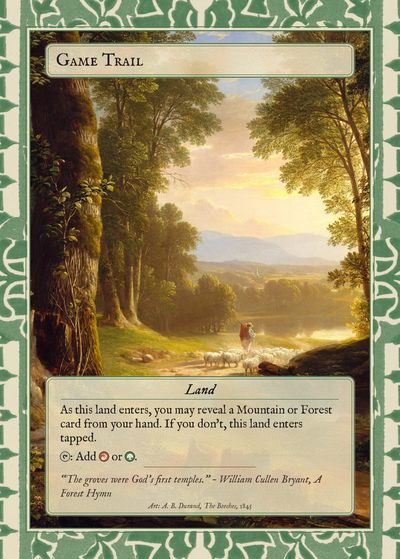 Game Trail
Land
As this land enters, you may reveal a Mountain or Forest
card from your hand. If you don't, this land enters
tapped.
: Add or .
"The groves were God's first temples." - William Cullen Bryant, A
Forest Hymn
Art: A. B. Durand, The Beeches, 1845